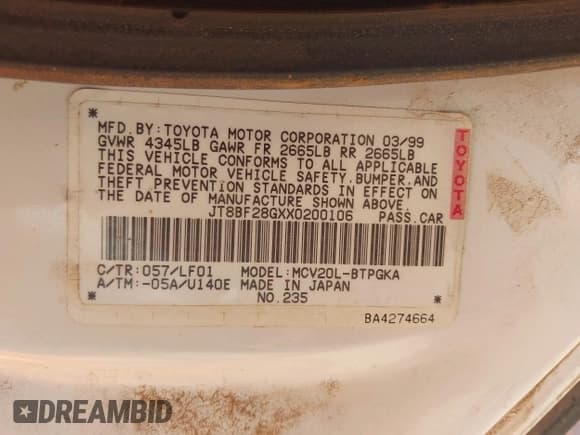 MFD. BY: TOYOTA MOTOR CORPORATION 03/99
GVWR 4345LB GAWR FR 2665LB RR 2665LB
THIS VEHICLE CONFORMS TO ALL APPLICABLE
FEDERAL MOTOR VEHICLE SAFETY, BUMPER, AND
THEFT PREVENTION STANDARDS IN EFFECT ON
THE DATE OF MANUFACTURE SHOWN ABOVE.
JT8BF28GXX0200106 PASS. CAR
TOYOTA
C/TR: 057/LF01 MODEL: MCV20L-BTPGKA
A/TM: -05A/U140E MADE IN JAPAN
NO. 235
BA4274664
DREAMBID